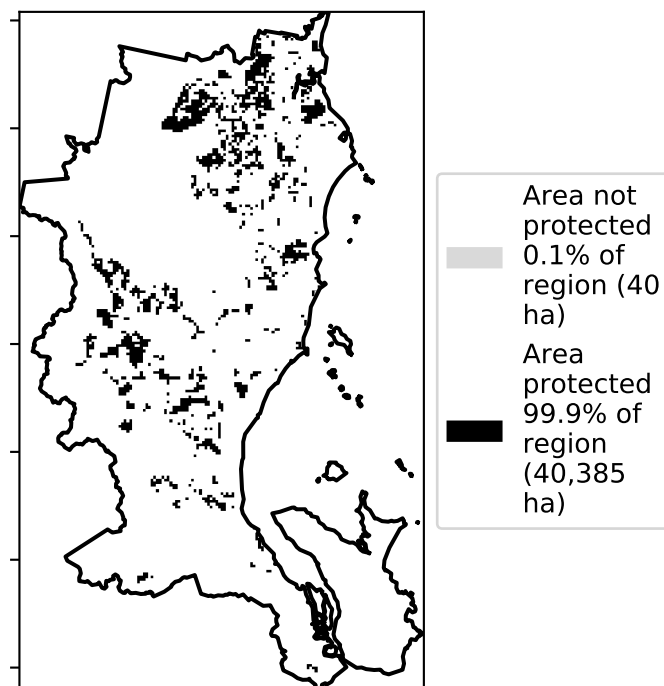 Area not
protected
0.1% of
region (40
ha)
Area
protected
99.9% of
region
(40,385
ha)